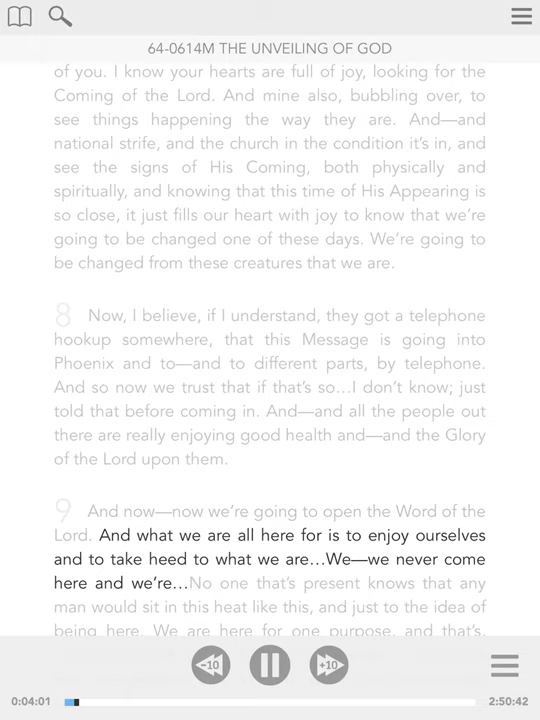 64-0614M THE UNVEILING OF GOD
of you. I know your hearts are full of joy, looking for the
Coming of the Lord. And mine also, bubbling over, to
see things happening the way they are. And—and
national strife, and the church in the condition it's in, and
see the signs of His Coming, both physically and
spiritually, and knowing that this time of His Appearing is
so close, it just fills our heart with joy to know that we're
going to be changed one of these days. We're going to
be changed from these creatures that we are.
8 Now, I believe, if I understand, they got a telephone
hookup somewhere, that this Message is going into
Phoenix and to—and to different parts, by telephone.
And so now we trust that if that's so…I don't know; just
told that before coming in. And—and all the people out
there are really enjoying good health and—and the Glory
of the Lord upon them.
9 And now—now we're going to open the Word of the
Lord. And what we are all here for is to enjoy ourselves
and to take heed to what we are…We—we never come
here and we're…No one that's present knows that any
man would sit in this heat like this, and just to the idea of
being here. We are here for one purpose, and that's,
-10
+10
0:04:01
2:50:42